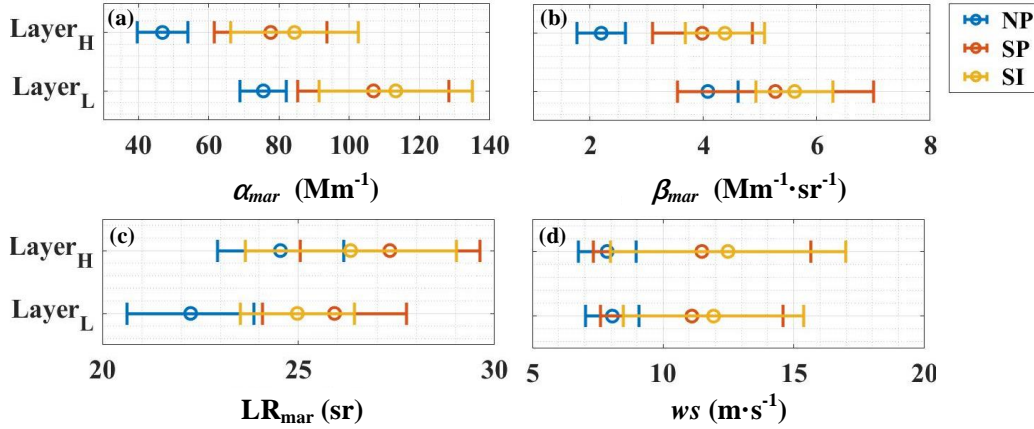 (a) (b)
Layer_H
Layer_L
NP
SP
SI
40 60 80 100 120 140
2 4 6 8
α_mar (Mm⁻¹)
β_mar (Mm⁻¹·sr⁻¹)
(c) (d)
Layer_H
Layer_L
20 25 30
5 10 15 20
LR_mar (sr)
ws (m·s⁻¹)